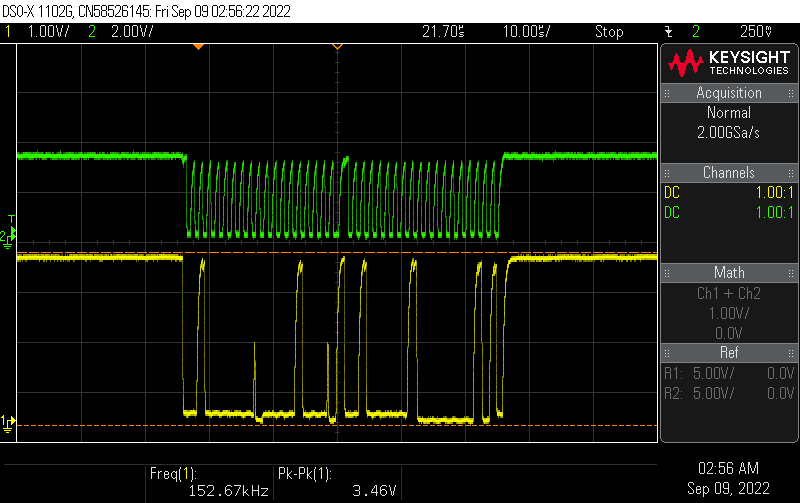 DSO-X 1102G, CN58526145: Fri Sep 09 02:56:22 2022
1 1.00V/ 2 2.00V/ 21.70s 10.00s/ Stop 2 250V
KEYSIGHT
TECHNOLOGIES
Acquisition
Normal
2.00GSa/s
Channels
DC 1.00:1
DC 1.00:1
Math
Ch1 + Ch2
1.00V/
0.0V
Ref
R1: 5.00V/ 0.0V
R2: 5.00V/ 0.0V
T
2
1
Freq(1):
152.67kHz
Pk-Pk(1):
3.46V
02:56 AM
Sep 09, 2022